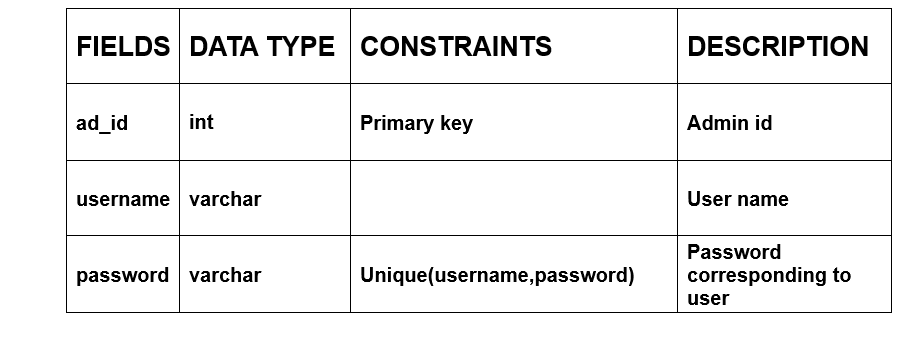 FIELDS DATA TYPE CONSTRAINTS DESCRIPTION
ad_id int Primary key Admin id
username varchar User name
password varchar Unique(username,password) Password
corresponding to
user